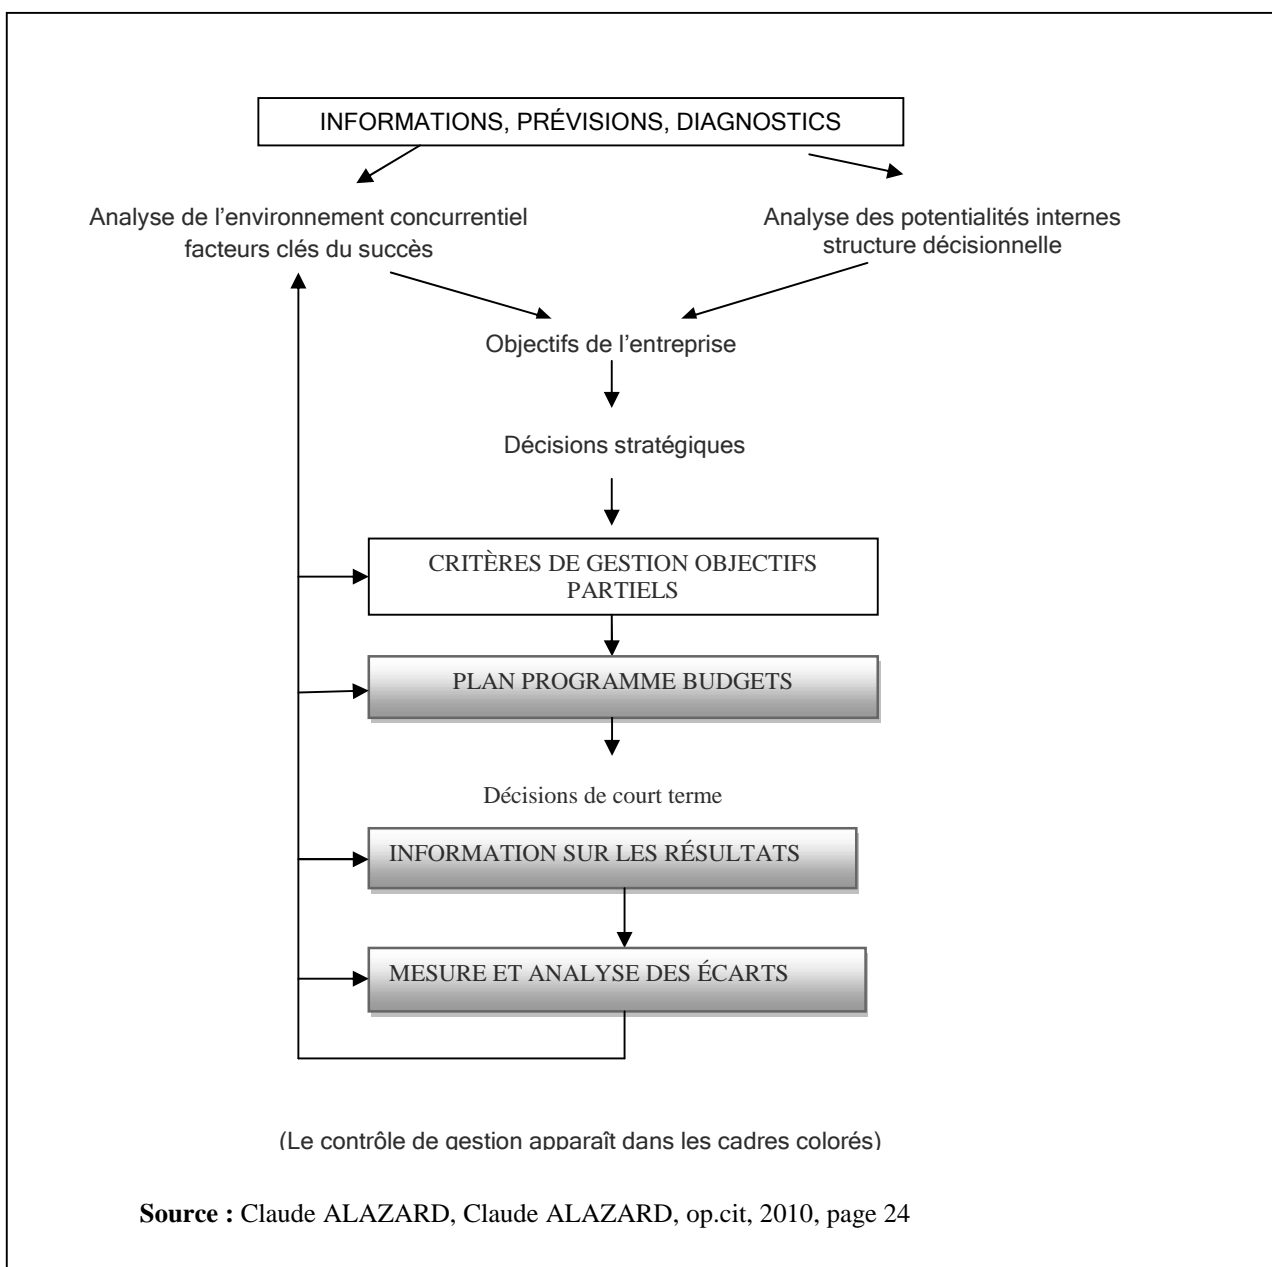 INFORMATIONS, PRÉVISIONS, DIAGNOSTICS
Analyse de l’environnement concurrentiel
facteurs clés du succès
Analyse des potentialités internes
structure décisionnelle
Objectifs de l’entreprise
Décisions stratégiques
CRITÈRES DE GESTION OBJECTIFS
PARTIELS
PLAN PROGRAMME BUDGETS
Décisions de court terme
INFORMATION SUR LES RÉSULTATS
MESURE ET ANALYSE DES ÉCARTS
(Le contrôle de gestion apparaît dans les cadres colorés)
Source : Claude ALAZARD, Claude ALAZARD, op.cit, 2010, page 24